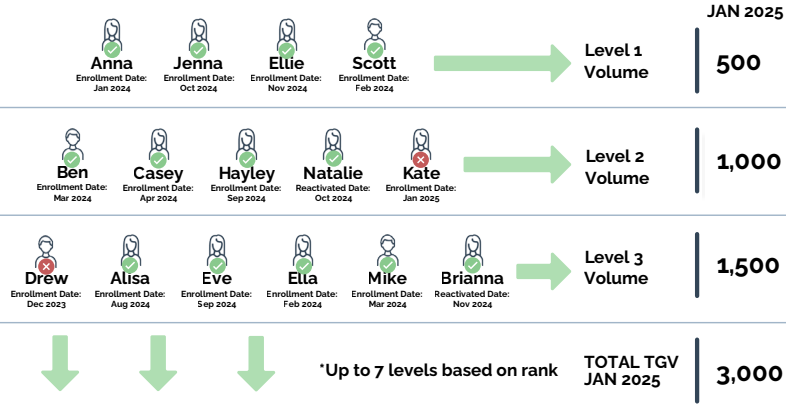 JAN 2025
Anna Jenna Ellie Scott
Enrollment Date: Enrollment Date: Enrollment Date: Enrollment Date:
Jan 2024 Oct 2024 Nov 2024 Feb 2024
Level 1
Volume
500
Ben Casey Hayley Natalie Kate
Enrollment Date: Enrollment Date: Enrollment Date: Reactivated Date: Enrollment Date:
Mar 2024 Apr 2024 Sep 2024 Oct 2024 Jan 2025
Level 2
Volume
1,000
Drew Alisa Eve Ella Mike Brianna
Enrollment Date: Enrollment Date: Enrollment Date: Enrollment Date: Enrollment Date: Reactivated Date:
Dec 2023 Aug 2024 Sep 2024 Feb 2024 Mar 2024 Nov 2024
Level 3
Volume
1,500
*Up to 7 levels based on rank
TOTAL TGV
JAN 2025
3,000